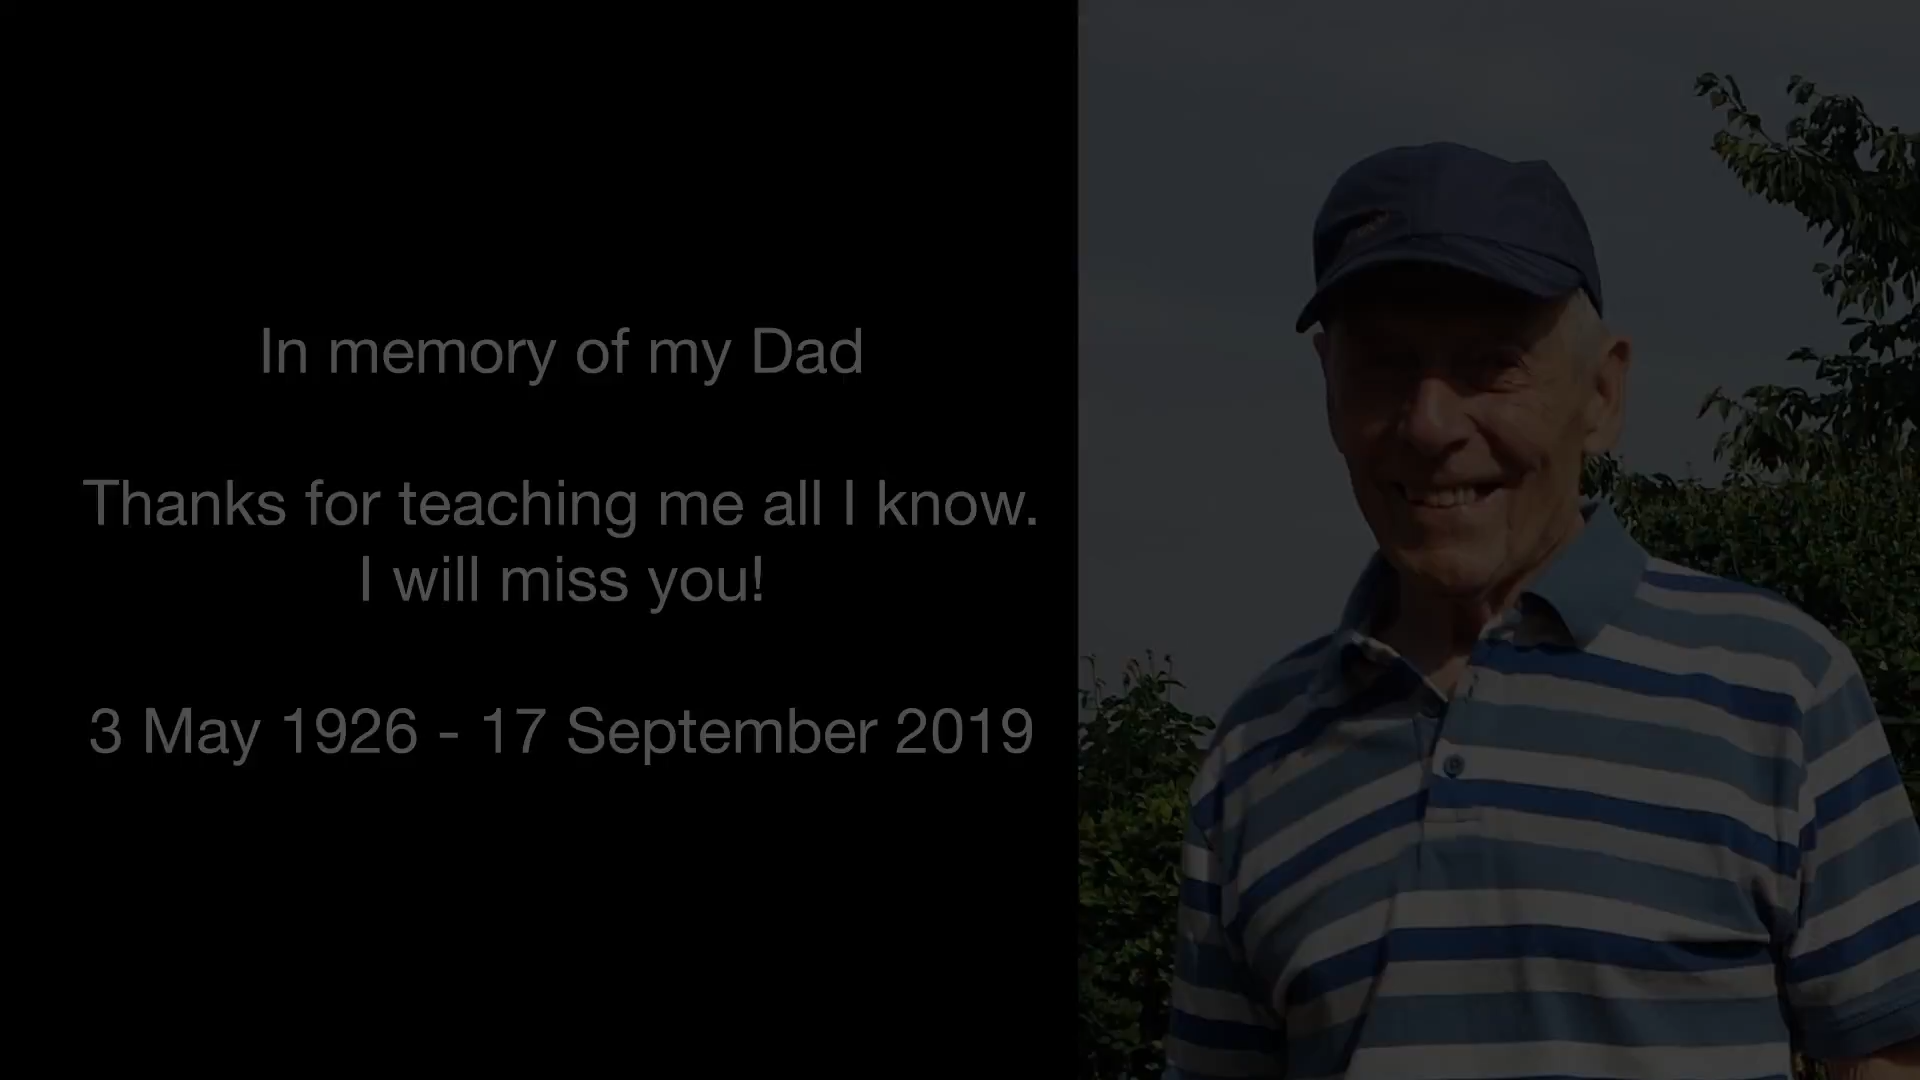 In memory of my Dad
Thanks for teaching me all I know.
I will miss you!
3 May 1926 - 17 September 2019